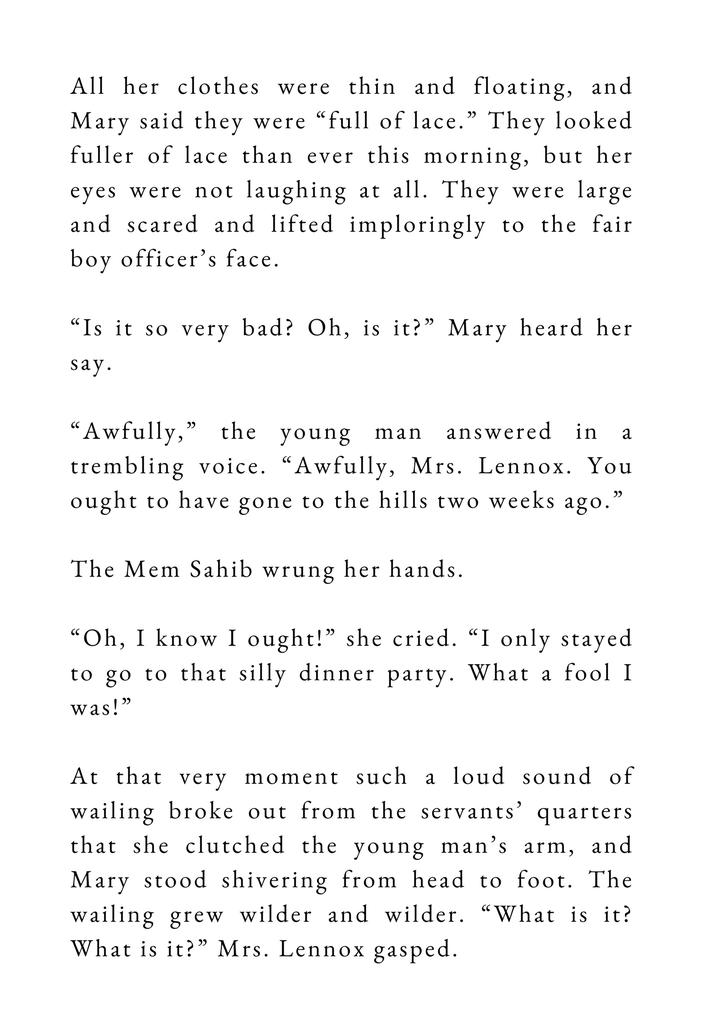 All her clothes were thin and floating, and
Mary said they were “full of lace.” They looked
fuller of lace than ever this morning, but her
eyes were not laughing at all. They were large
and scared and lifted imploringly to the fair
boy officer’s face.
“Is it so very bad? Oh, is it?” Mary heard her
say.
“Awfully,” the young man answered in a
trembling voice. “Awfully, Mrs. Lennox. You
ought to have gone to the hills two weeks ago.”
The Mem Sahib wrung her hands.
“Oh, I know I ought!” she cried. “I only stayed
to go to that silly dinner party. What a fool I
was!”
At that very moment such a loud sound of
wailing broke out from the servants’ quarters
that she clutched the young man’s arm, and
Mary stood shivering from head to foot. The
wailing grew wilder and wilder. “What is it?
What is it?” Mrs. Lennox gasped.